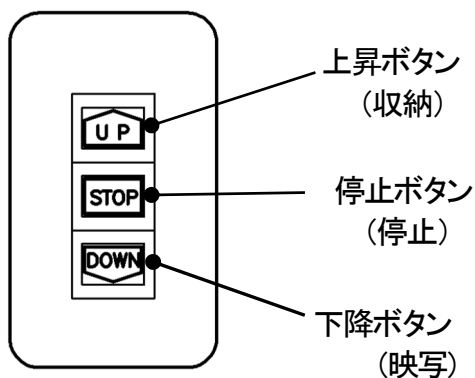 UP
上昇ボタン
(収納)
STOP
停止ボタン
(停止)
DOWN
下降ボタン
(映写)